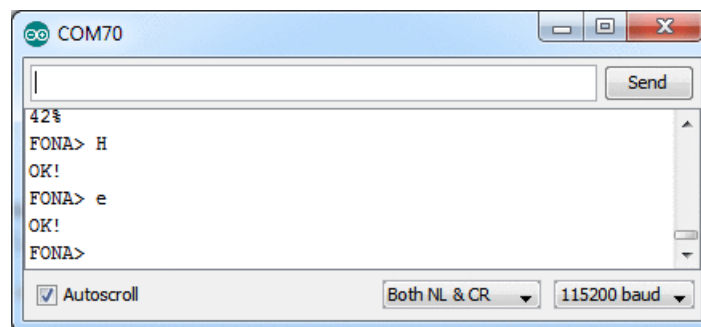 COM70
Send
42%
FONA> H
OK!
FONA> e
OK!
FONA>
Autoscroll
Both NL & CR
115200 baud